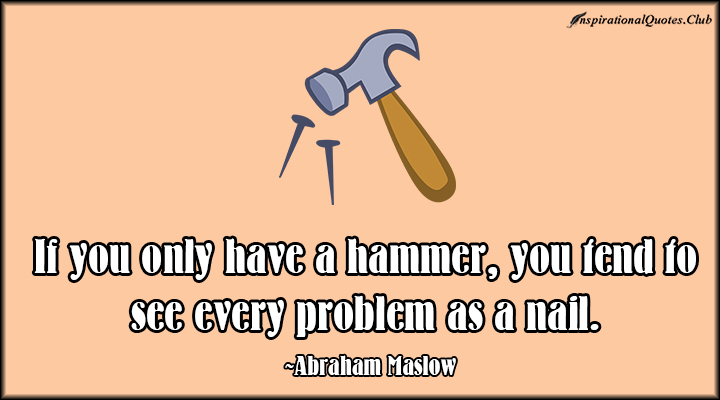 InspirationalQuotes.Club
If you only have a hammer, you tend to
see every problem as a nail.
~Abraham Maslow